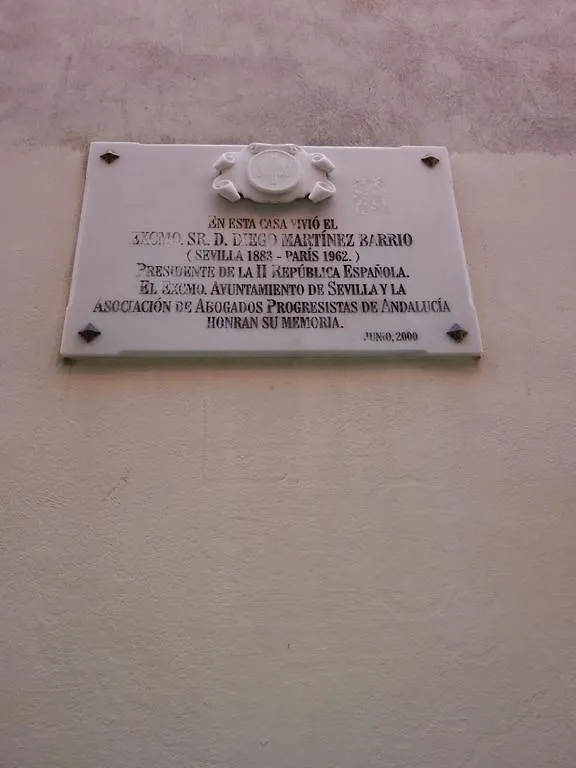 EN ESTA CASA VIVIÓ EL
EXCMO. SR. D. DIEGO MARTÍNEZ BARRIO
( SEVILLA 1883 - PARÍS 1962. )
PRESIDENTE DE LA II REPÚBLICA ESPAÑOLA.
EL EXCMO. AYUNTAMIENTO DE SEVILLA Y LA
ASOCIACIÓN DE ABOGADOS PROGRESISTAS DE ANDALUCÍA
HONRAN SU MEMORIA.
JUNIO, 2000